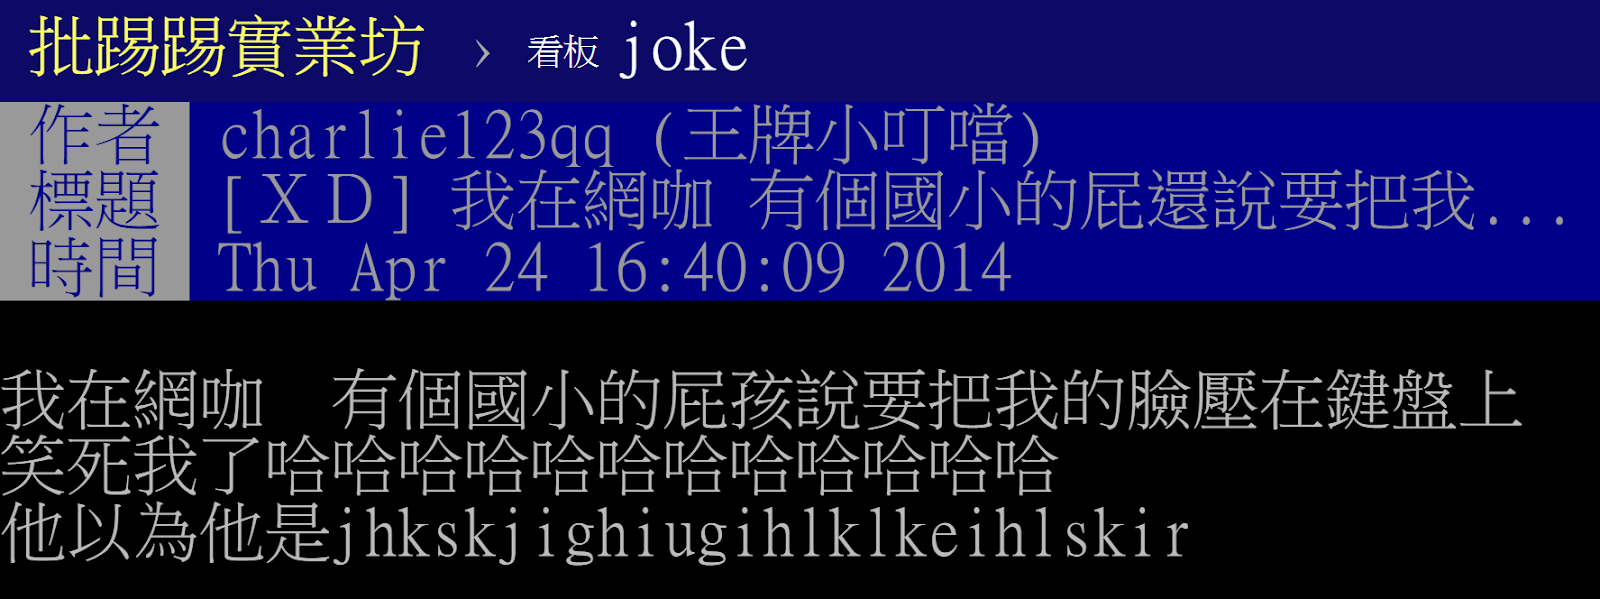 批踢踢實業坊 › 看板 joke
作者 charlie123qq (王牌小叮噹)
標題 [ＸＤ] 我在網咖 有個國小的屁還說要把我...
時間 Thu Apr 24 16:40:09 2014
我在網咖　有個國小的屁孩說要把我的臉壓在鍵盤上
笑死我了哈哈哈哈哈哈哈哈哈哈哈哈
他以為他是jhkskjighiugihlklkeihlskir